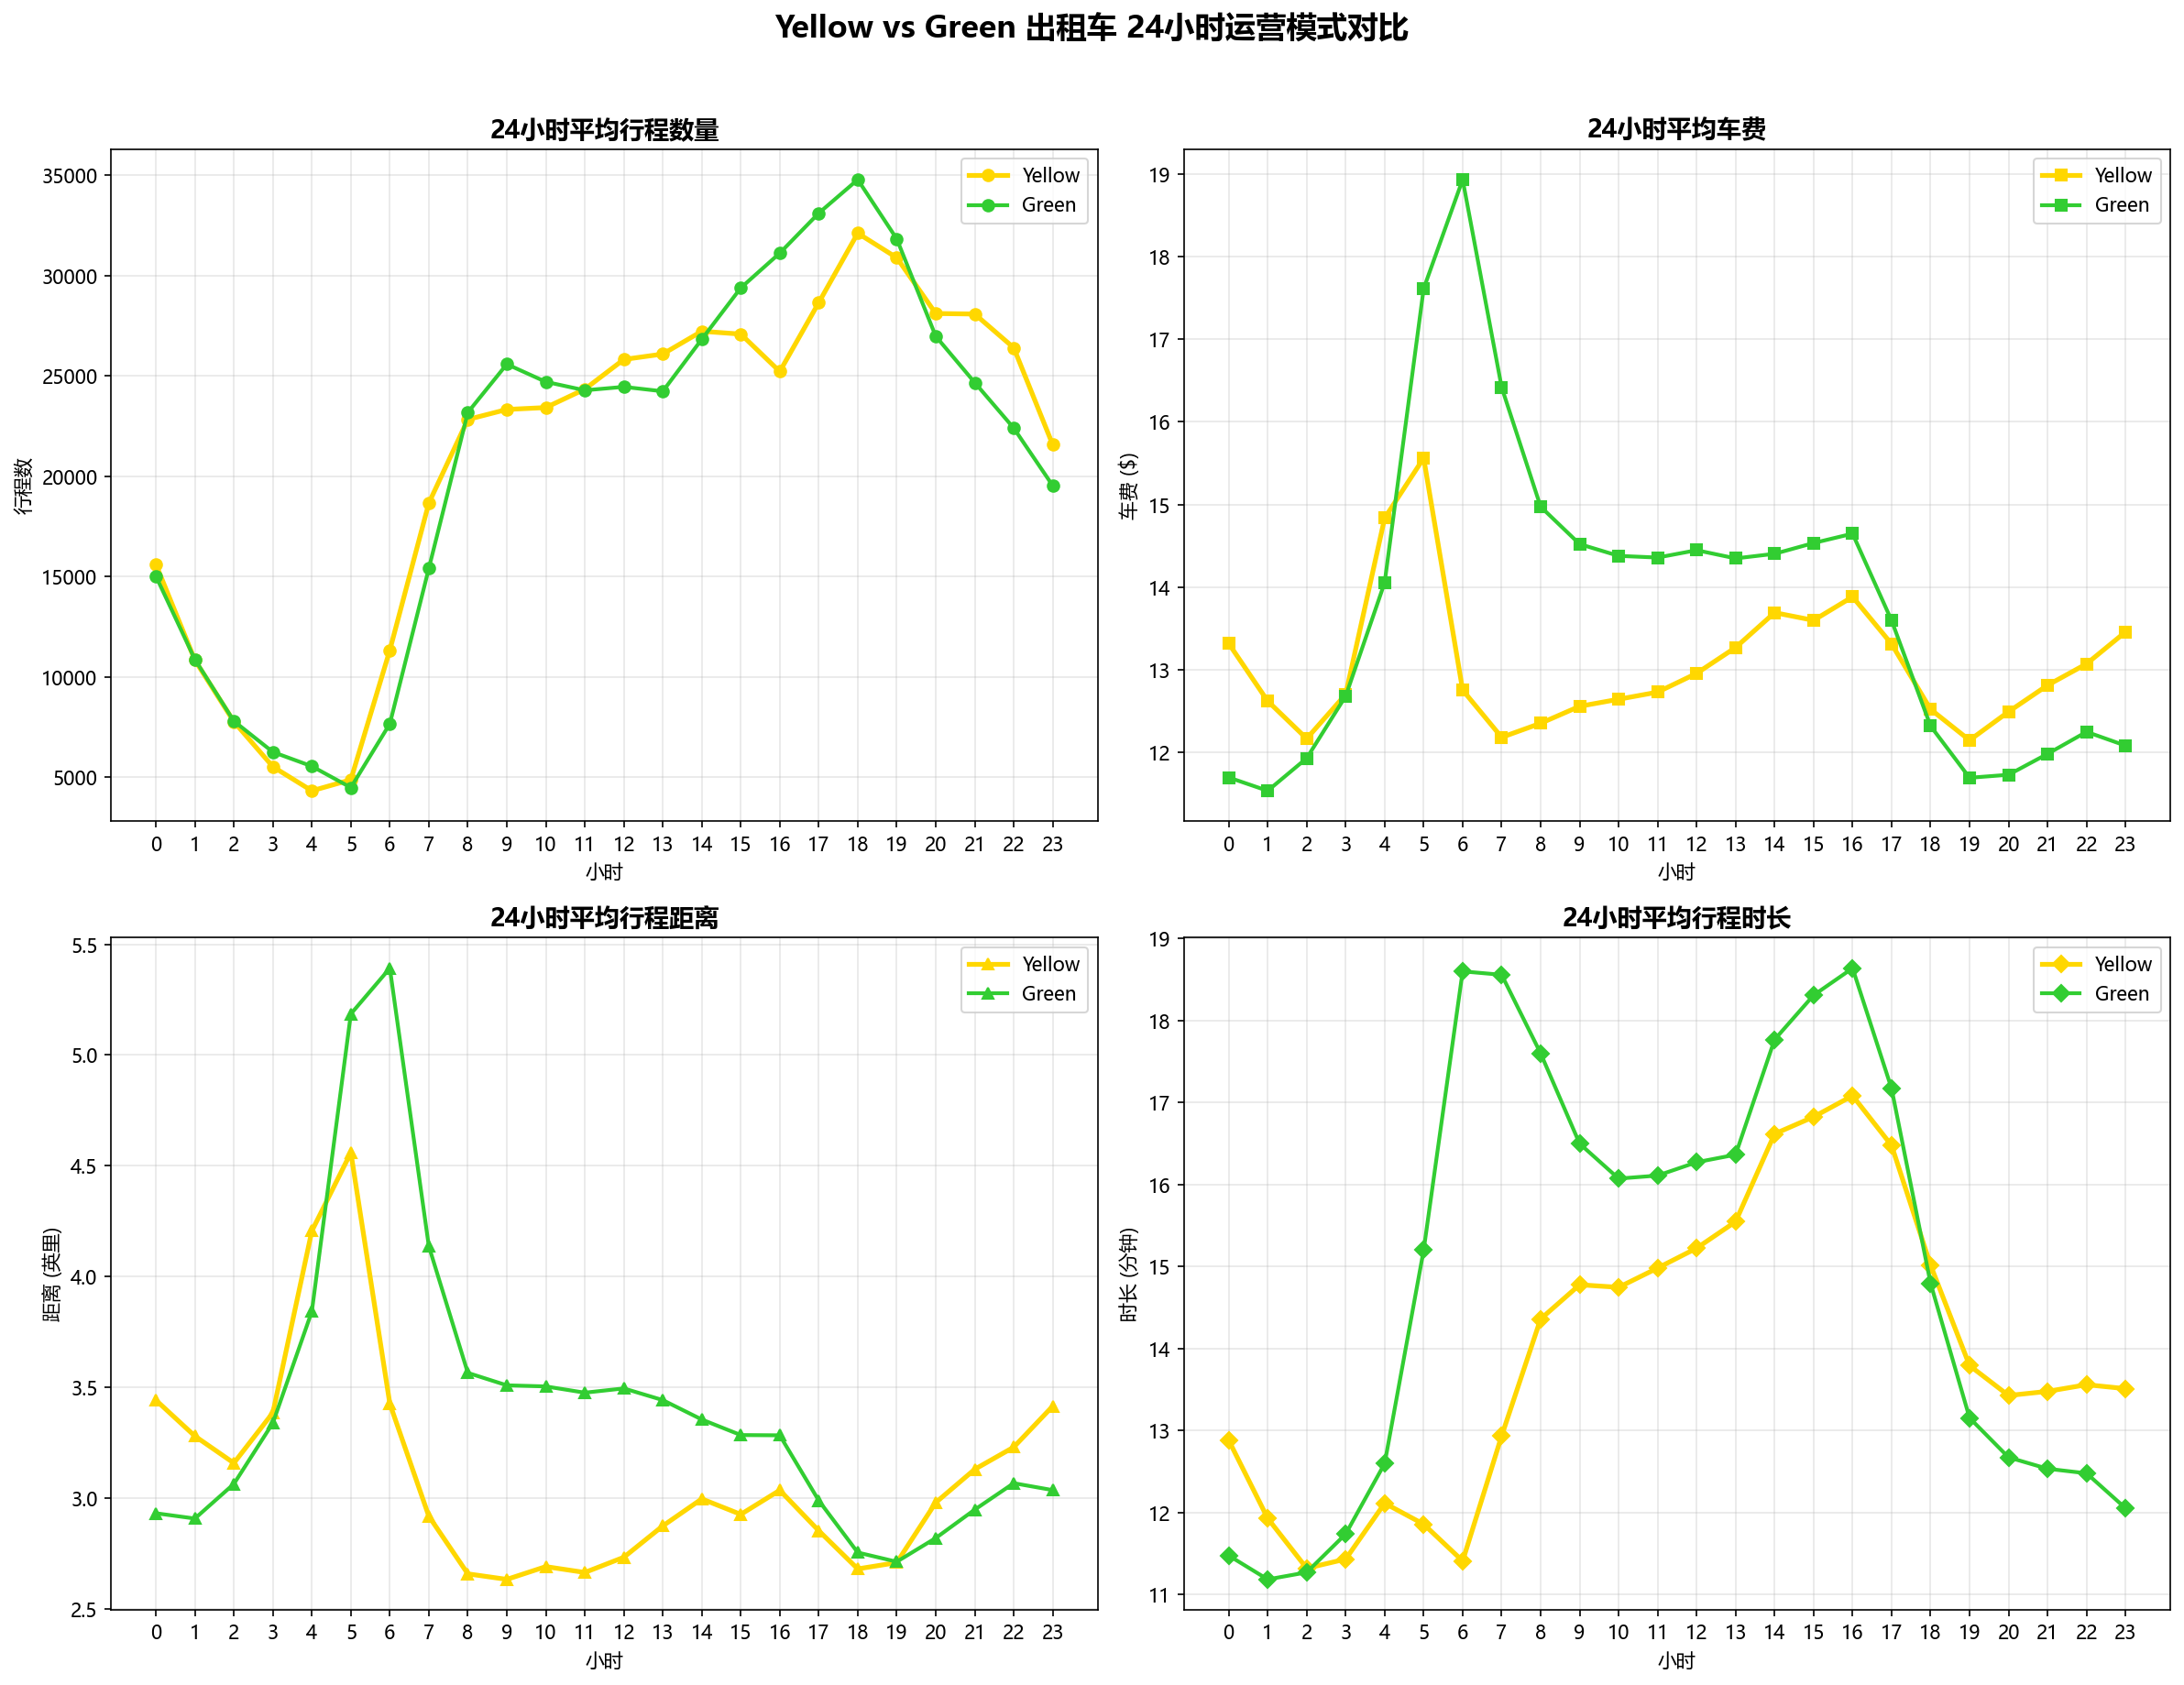 Yellow vs Green 出租车 24小时运营模式对比
24小时平均行程数量
行程数
35000
30000
25000
20000
15000
10000
5000
Yellow
Green
0 1 2 3 4 5 6 7 8 9 10 11 12 13 14 15 16 17 18 19 20 21 22 23
小时
24小时平均车费
车费 ($)
19
18
17
16
15
14
13
12
Yellow
Green
0 1 2 3 4 5 6 7 8 9 10 11 12 13 14 15 16 17 18 19 20 21 22 23
小时
24小时平均行程距离
距离 (英里)
5.5
5.0
4.5
4.0
3.5
3.0
2.5
Yellow
Green
0 1 2 3 4 5 6 7 8 9 10 11 12 13 14 15 16 17 18 19 20 21 22 23
小时
24小时平均行程时长
时长 (分钟)
19
18
17
16
15
14
13
12
11
Yellow
Green
0 1 2 3 4 5 6 7 8 9 10 11 12 13 14 15 16 17 18 19 20 21 22 23
小时